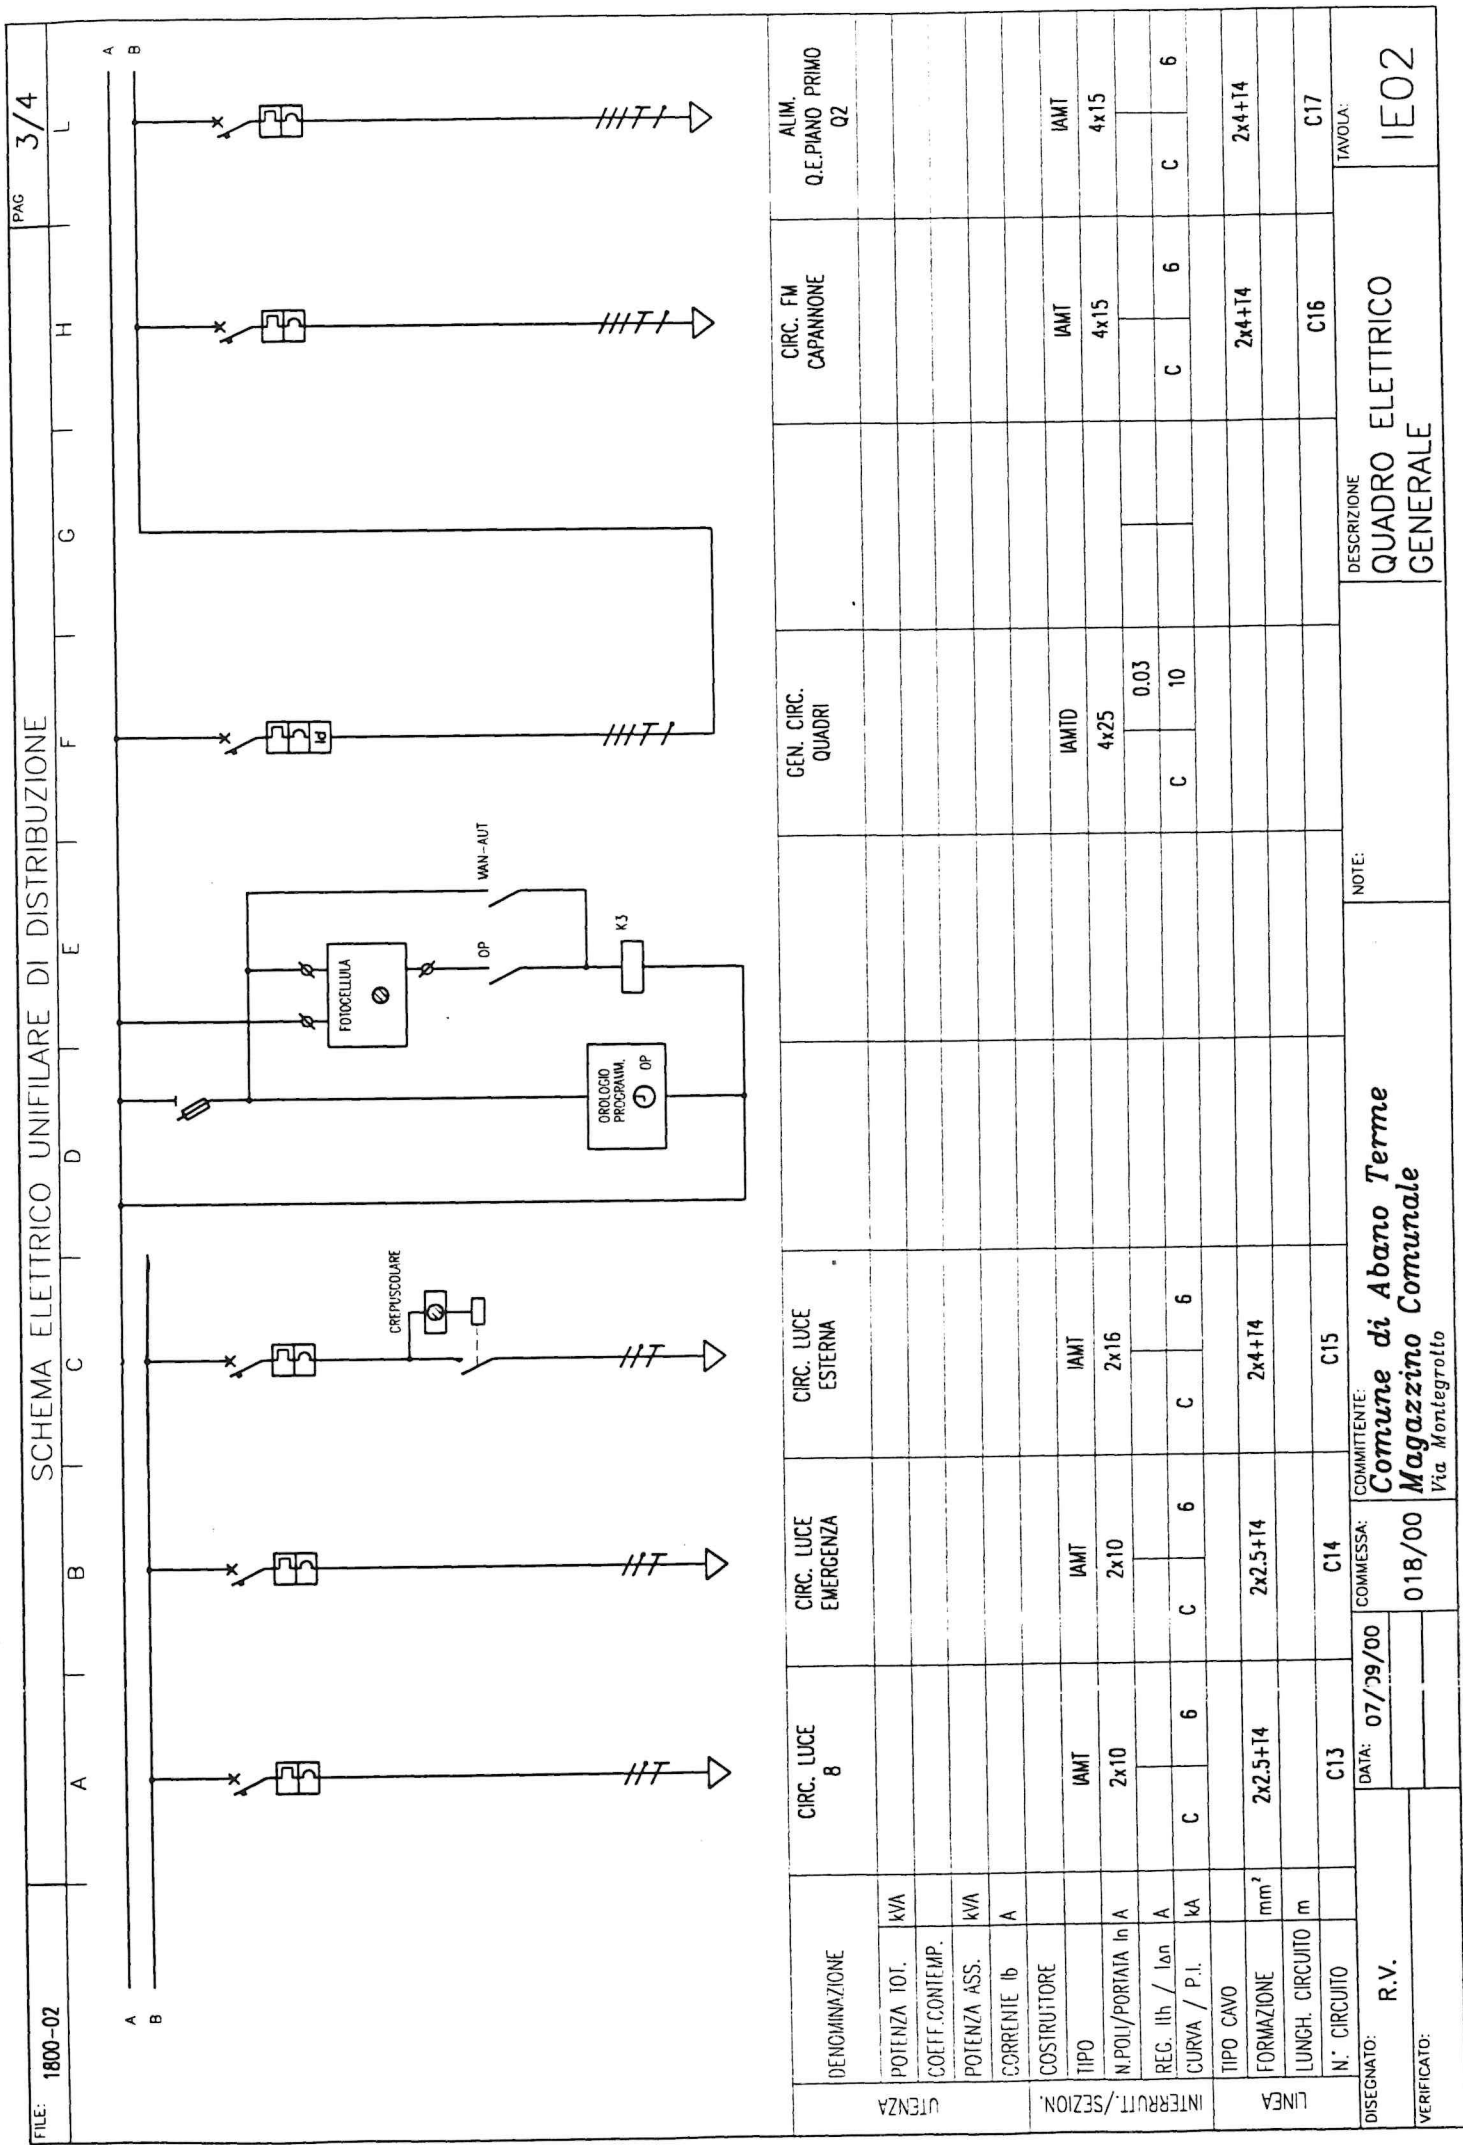 FILE: 1800-02
SCHEMA ELETTRICO UNIFILARE DI DISTRIBUZIONE
PAG 3/4
A B C D E F G H L
A A
B B
CREPUSCOLARE
FOTOCELLULA
OROLOGIO
PROGRAMM.
OP
OP
MAN-AUT
K3
Id
UTENZA
DENOMINAZIONE
CIRC. LUCE
8
CIRC. LUCE
EMERGENZA
CIRC. LUCE
ESTERNA
GEN. CIRC.
QUADRI
CIRC. FM
CAPANNONE
ALIM.
Q.E.PIANO PRIMO
Q2
POTENZA TOT. kVA
COEFF.CONTEMP.
POTENZA ASS. kVA
CORRENTE Ib A
INTERRUTT./SEZION.
COSTRUTTORE
TIPO IAMT IAMT IAMT IAMTD IAMT IAMT
N.POLI/PORTATA In A 2x10 2x10 2x16 4x25 4x15 4x15
REG. Ith / IΔn A 0.03
CURVA / P.I. kA C 6 C 6 C 6 C 10 C 6 C 6
LINEA
TIPO CAVO
FORMAZIONE mm² 2x2.5+T4 2x2.5+T4 2x4+T4 2x4+T4 2x4+T4
LUNGH. CIRCUITO m
N.° CIRCUITO C13 C14 C15 C16 C17
DISEGNATO: R.V.
VERIFICATO:
DATA: 07/09/00
COMMESSA:
018/00
COMMITTENTE:
Comune di Abano Terme
Magazzino Comunale
Via Montegrotto
NOTE:
DESCRIZIONE
QUADRO ELETTRICO
GENERALE
TAVOLA:
IE02